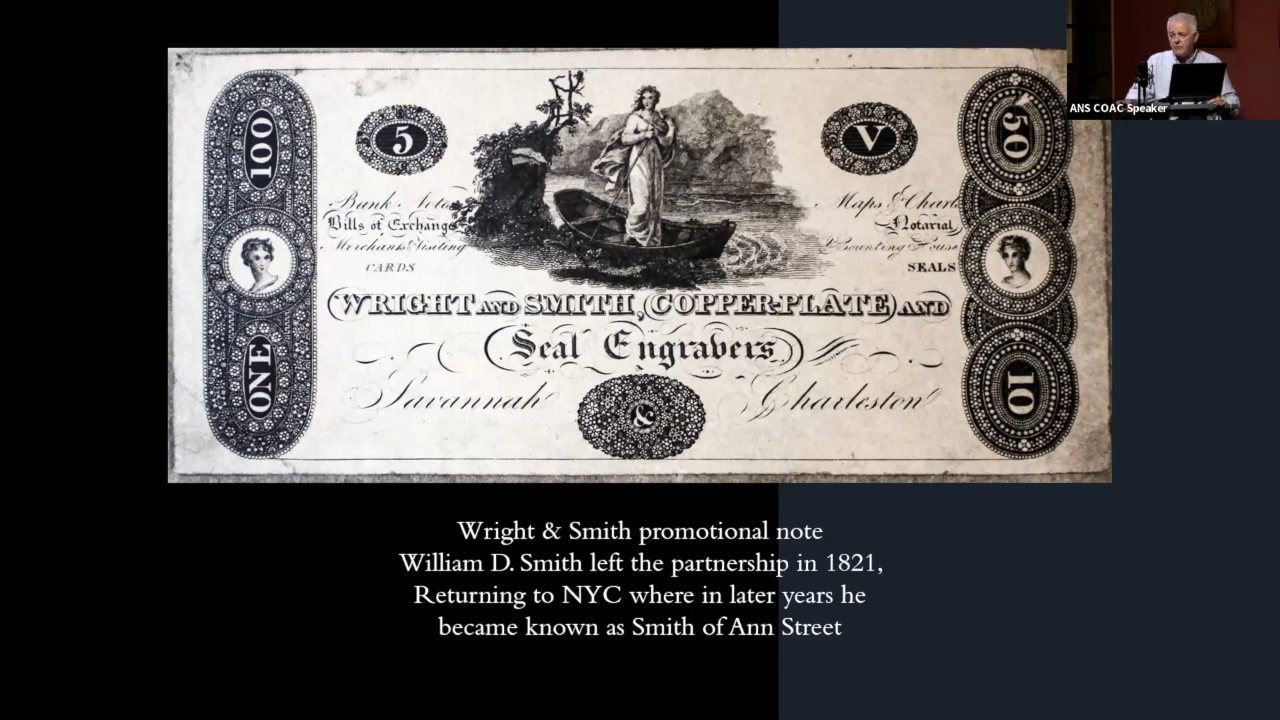 ANS COAC Speaker
100
5
V
50
Bank Note
Bills of Exchange
Merchants Visiting
CARDS
Maps & Chart
Notarial
Counting House
SEALS
WRIGHT AND SMITH, COPPER-PLATE AND
Seal Engravers
Savannah
&
Charleston
ONE
10
Wright & Smith promotional note
William D. Smith left the partnership in 1821,
Returning to NYC where in later years he
became known as Smith of Ann Street